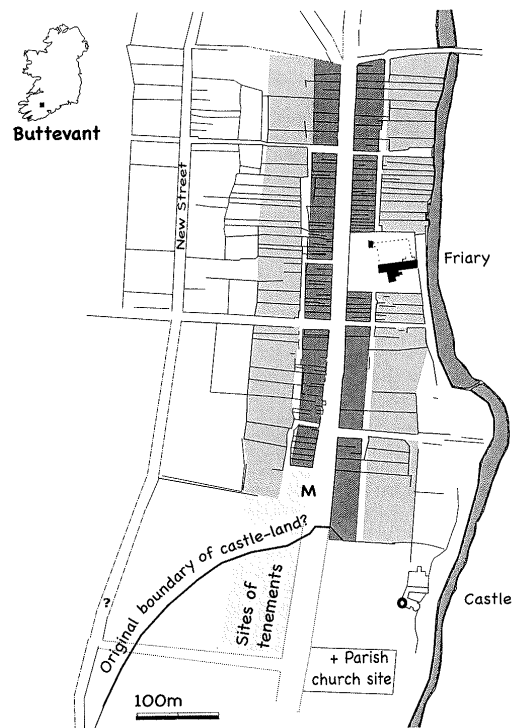 Buttevant
New Street
Friary
M
Original boundary of castle-land?
Sites of
tenements
?
Castle
+ Parish
church site
100m